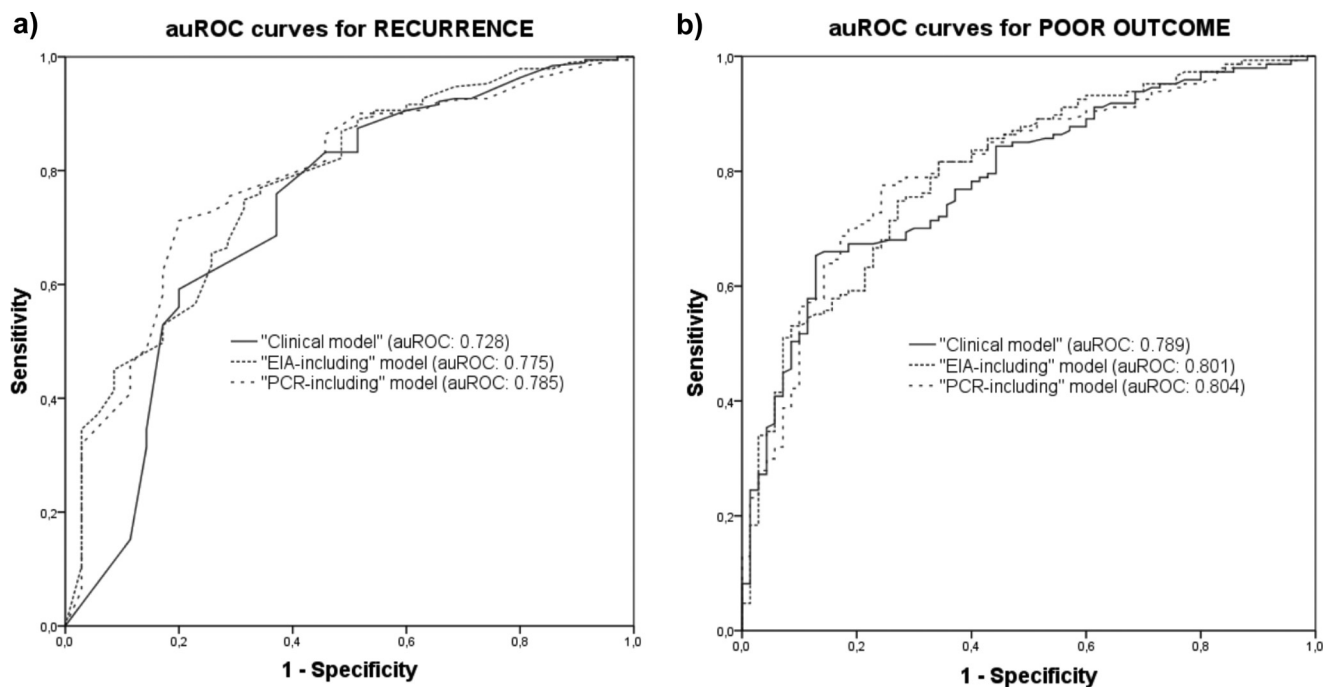 a)
auROC curves for RECURRENCE
1,0
0,8
0,6
0,4
0,2
0,0
Sensitivity
"Clinical model" (auROC: 0.728)
"EIA-including" model (auROC: 0.775)
"PCR-including" model (auROC: 0.785)
0,0 0,2 0,4 0,6 0,8 1,0
1 - Specificity
b)
auROC curves for POOR OUTCOME
1,0
0,8
0,6
0,4
0,2
0,0
Sensitivity
"Clinical model" (auROC: 0.789)
"EIA-including" model (auROC: 0.801)
"PCR-including" model (auROC: 0.804)
0,0 0,2 0,4 0,6 0,8 1,0
1 - Specificity